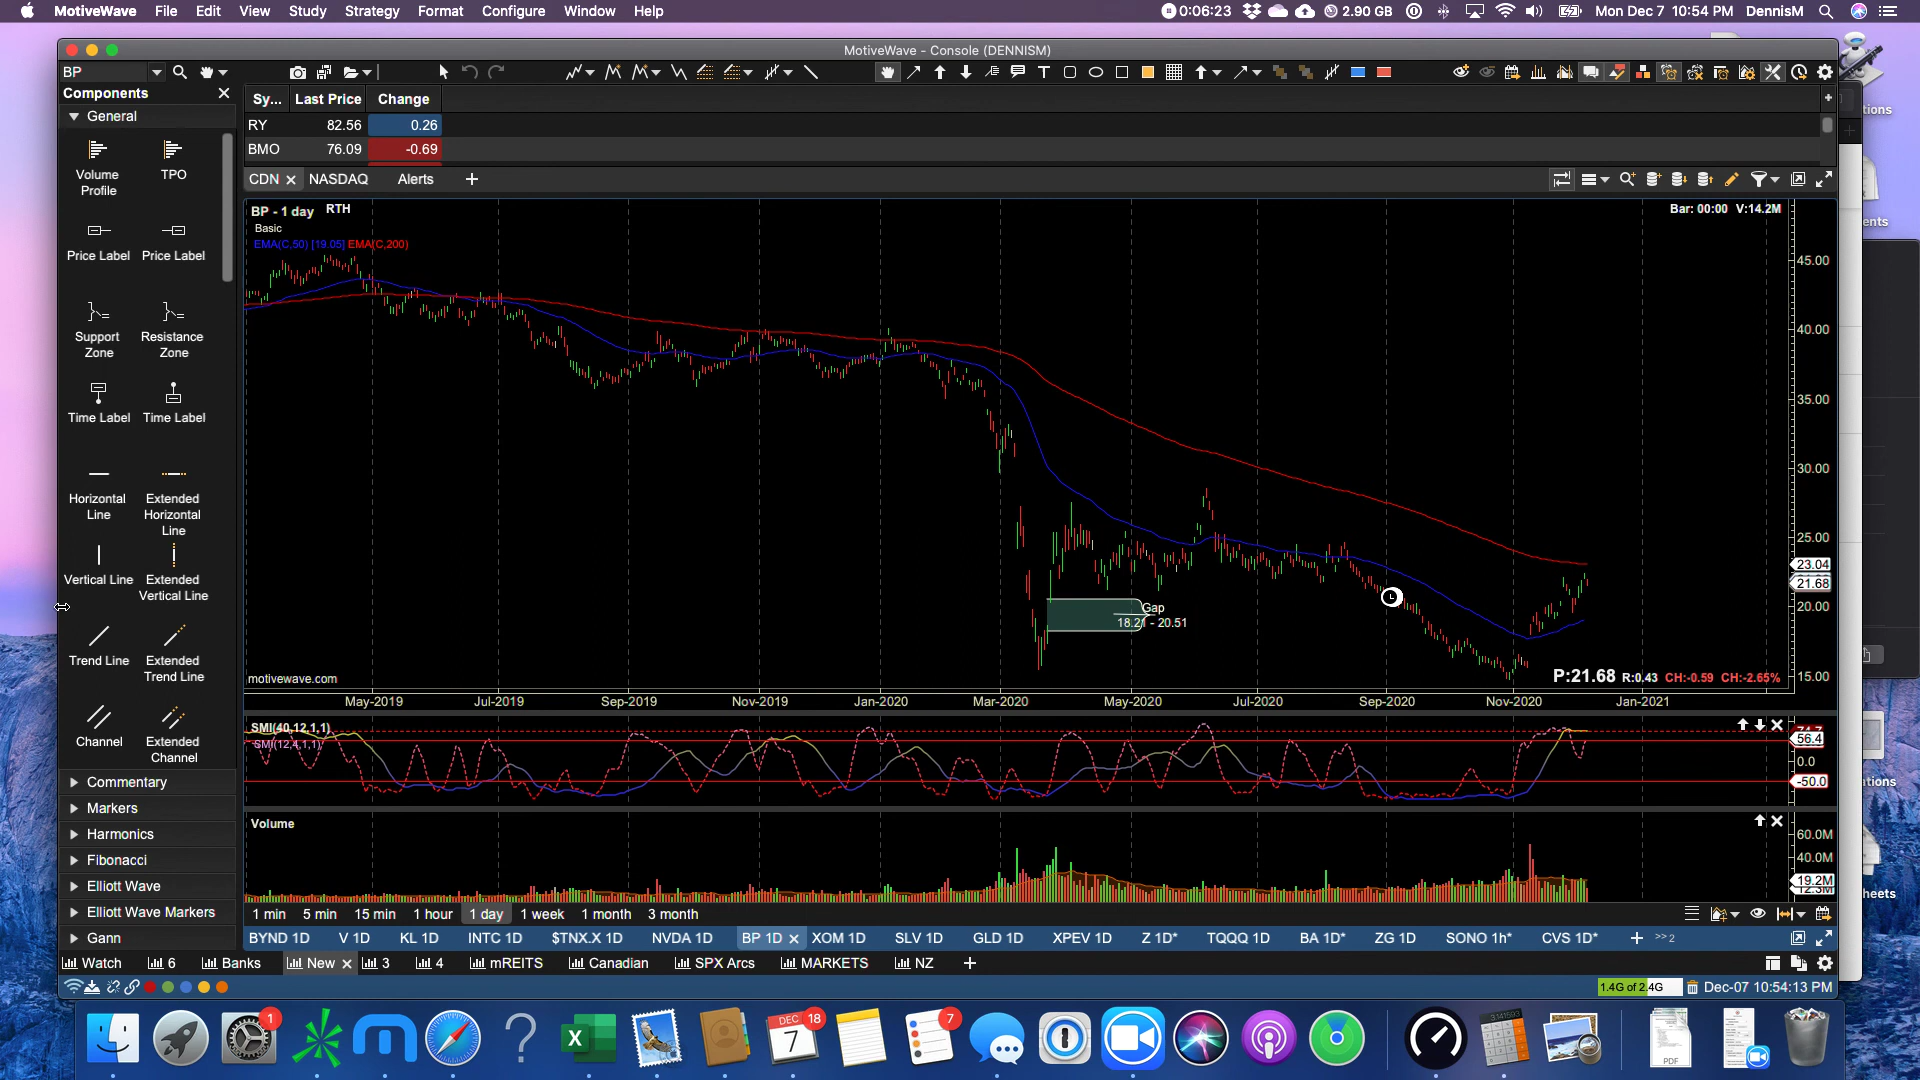 MotiveWave File Edit View Study Strategy Format Configure Window Help 0:06:23 2.90 GB Mon Dec 7 10:54 PM DennisM
MotiveWave - Console (DENNISM)
BP
Components
General
Volume Profile
TPO
Price Label
Price Label
Support Zone
Resistance Zone
Time Label
Time Label
Horizontal Line
Extended Horizontal Line
Vertical Line
Extended Vertical Line
Trend Line
Extended Trend Line
Channel
Extended Channel
Commentary
Markers
Harmonics
Fibonacci
Elliott Wave
Elliott Wave Markers
Gann
Sy... Last Price Change
RY 82.56 0.26
BMO 76.09 -0.69
CDN NASDAQ Alerts
BP - 1 day RTH
Bar: 00:00 V:14.2M
Basic
EMA(C,50) [19.05] EMA(C,200)
45.00
40.00
35.00
30.00
25.00
23.04
21.68
20.00
15.00
Gap
18.21 - 20.51
P:21.68 R:0.43 CH:-0.59 CH:-2.65%
motivewave.com
May-2019 Jul-2019 Sep-2019 Nov-2019 Jan-2020 Mar-2020 May-2020 Jul-2020 Sep-2020 Nov-2020 Jan-2021
SMI(40,12,1,1)
SMI(12,4,1,1)
56.4
0.0
-50.0
Volume
60.0M
40.0M
19.2M
1 min 5 min 15 min 1 hour 1 day 1 week 1 month 3 month
BYND 1D V 1D KL 1D INTC 1D $TNX.X 1D NVDA 1D BP 1D XOM 1D SLV 1D GLD 1D XPEV 1D Z 1D* TQQQ 1D BA 1D* ZG 1D SONO 1h* CVS 1D* >> 2
Watch 6 Banks New 3 4 mREITS Canadian SPX Arcs MARKETS NZ
1.4G of 2.4G Dec-07 10:54:13 PM
1
DEC 18
7
7
3.141593
PDF